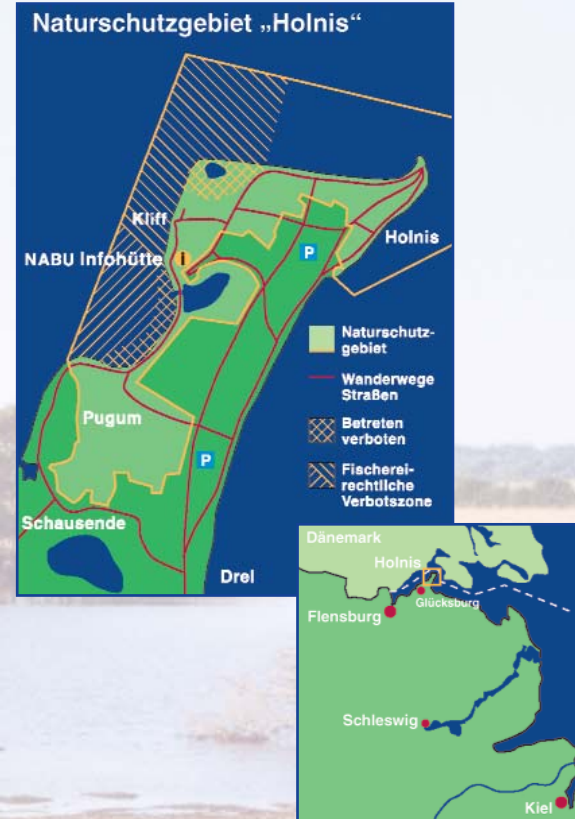 Naturschutzgebiet „Holnis“
Kliff
NABU Infohütte
i
Holnis
P
Naturschutz-
gebiet
Wanderwege
Straßen
Betreten
verboten
Fischerei-
rechtliche
Verbotszone
Pugum
P
Schausende
Drel
Dänemark
Holnis
Glücksburg
Flensburg
Schleswig
Kiel